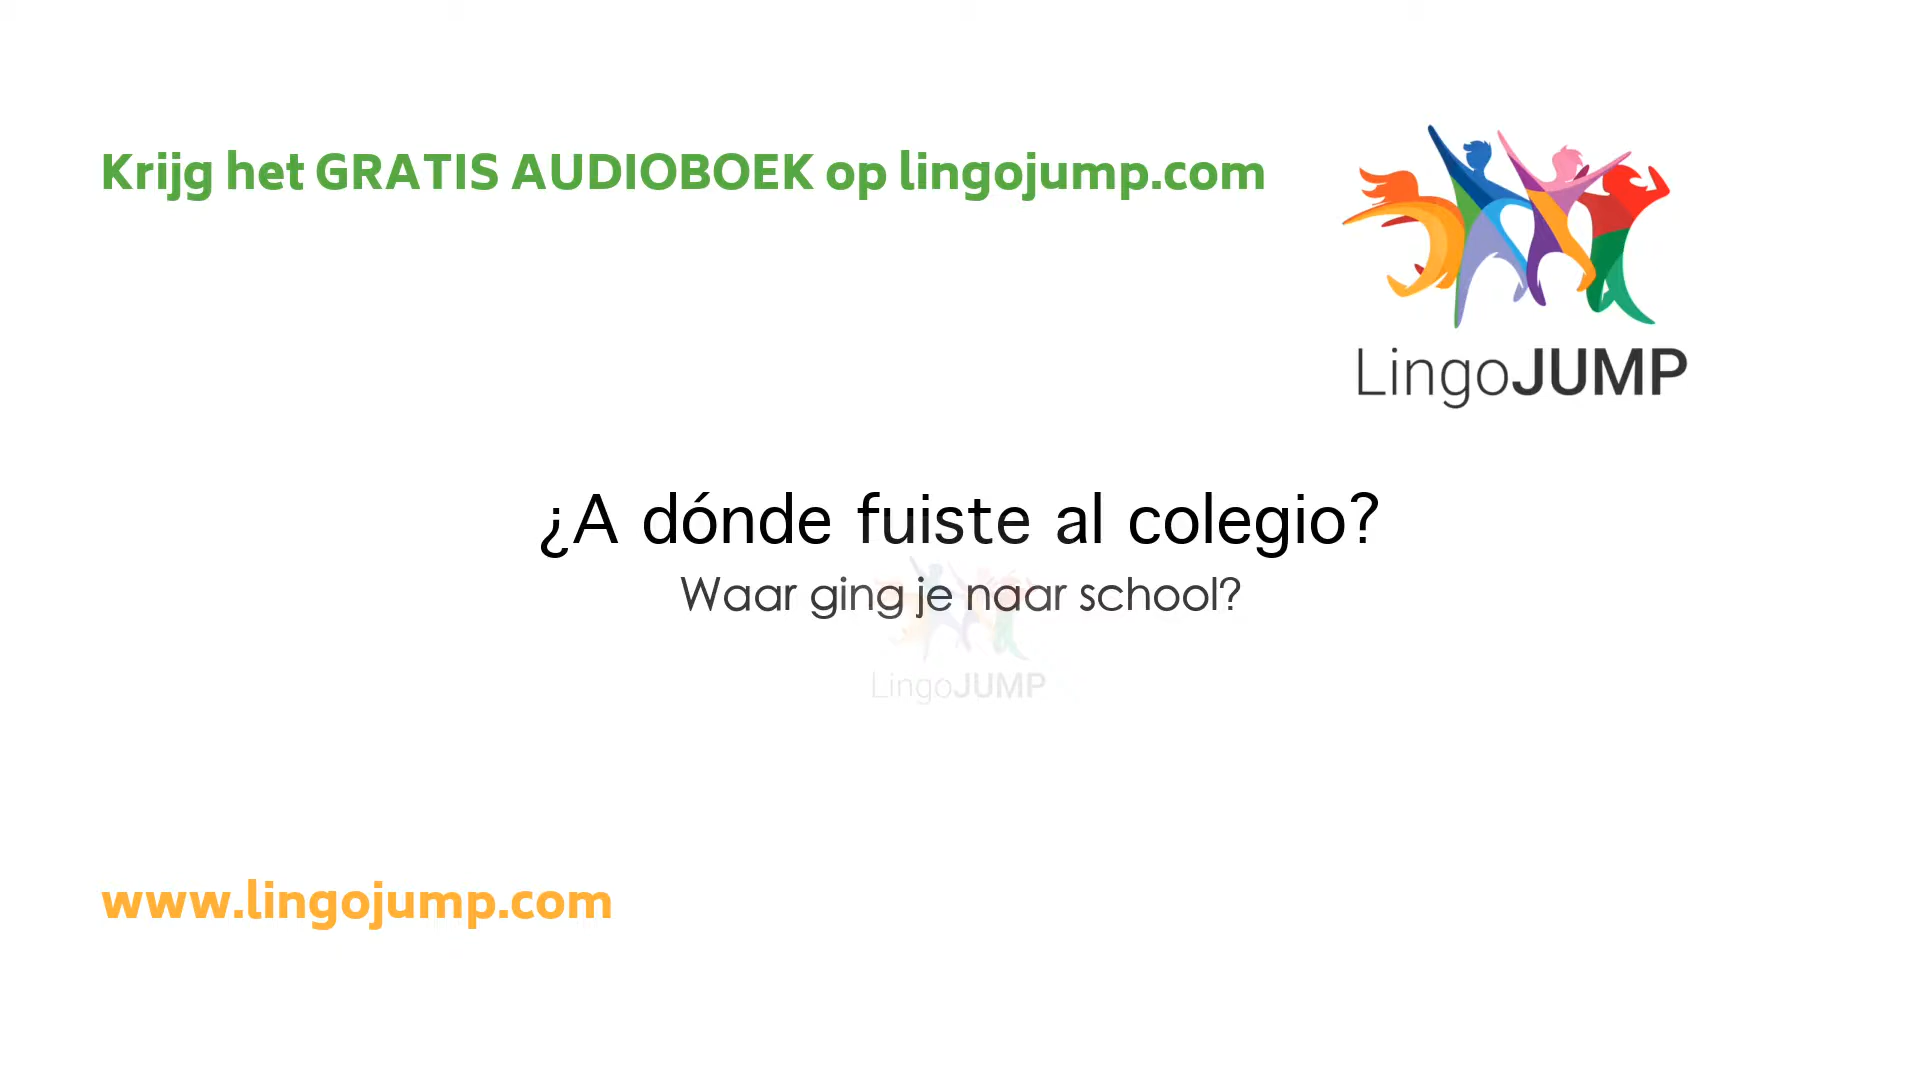 Krijg het GRATIS AUDIOBOEK op lingojump.com
LingoJUMP
¿A dónde fuiste al colegio?
Waar ging je naar school?
LingoJUMP
www.lingojump.com